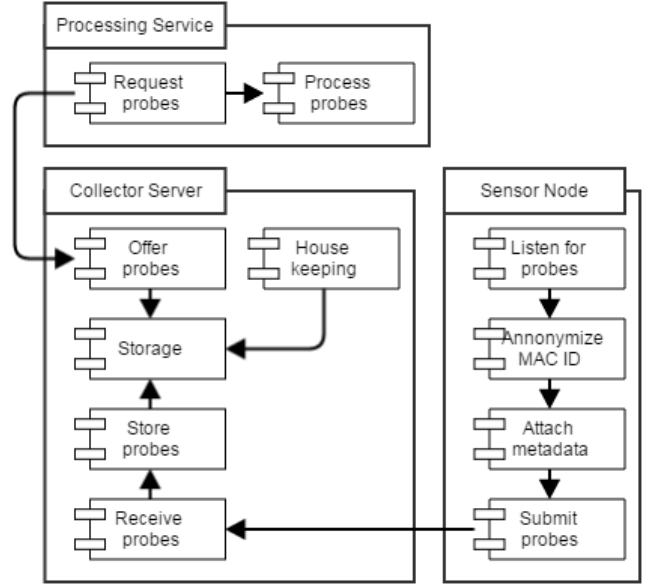 Processing Service
Request
probes
Process
probes
Collector Server
Offer
probes
House
keeping
Storage
Store
probes
Receive
probes
Sensor Node
Listen for
probes
Annonymize
MAC ID
Attach
metadata
Submit
probes